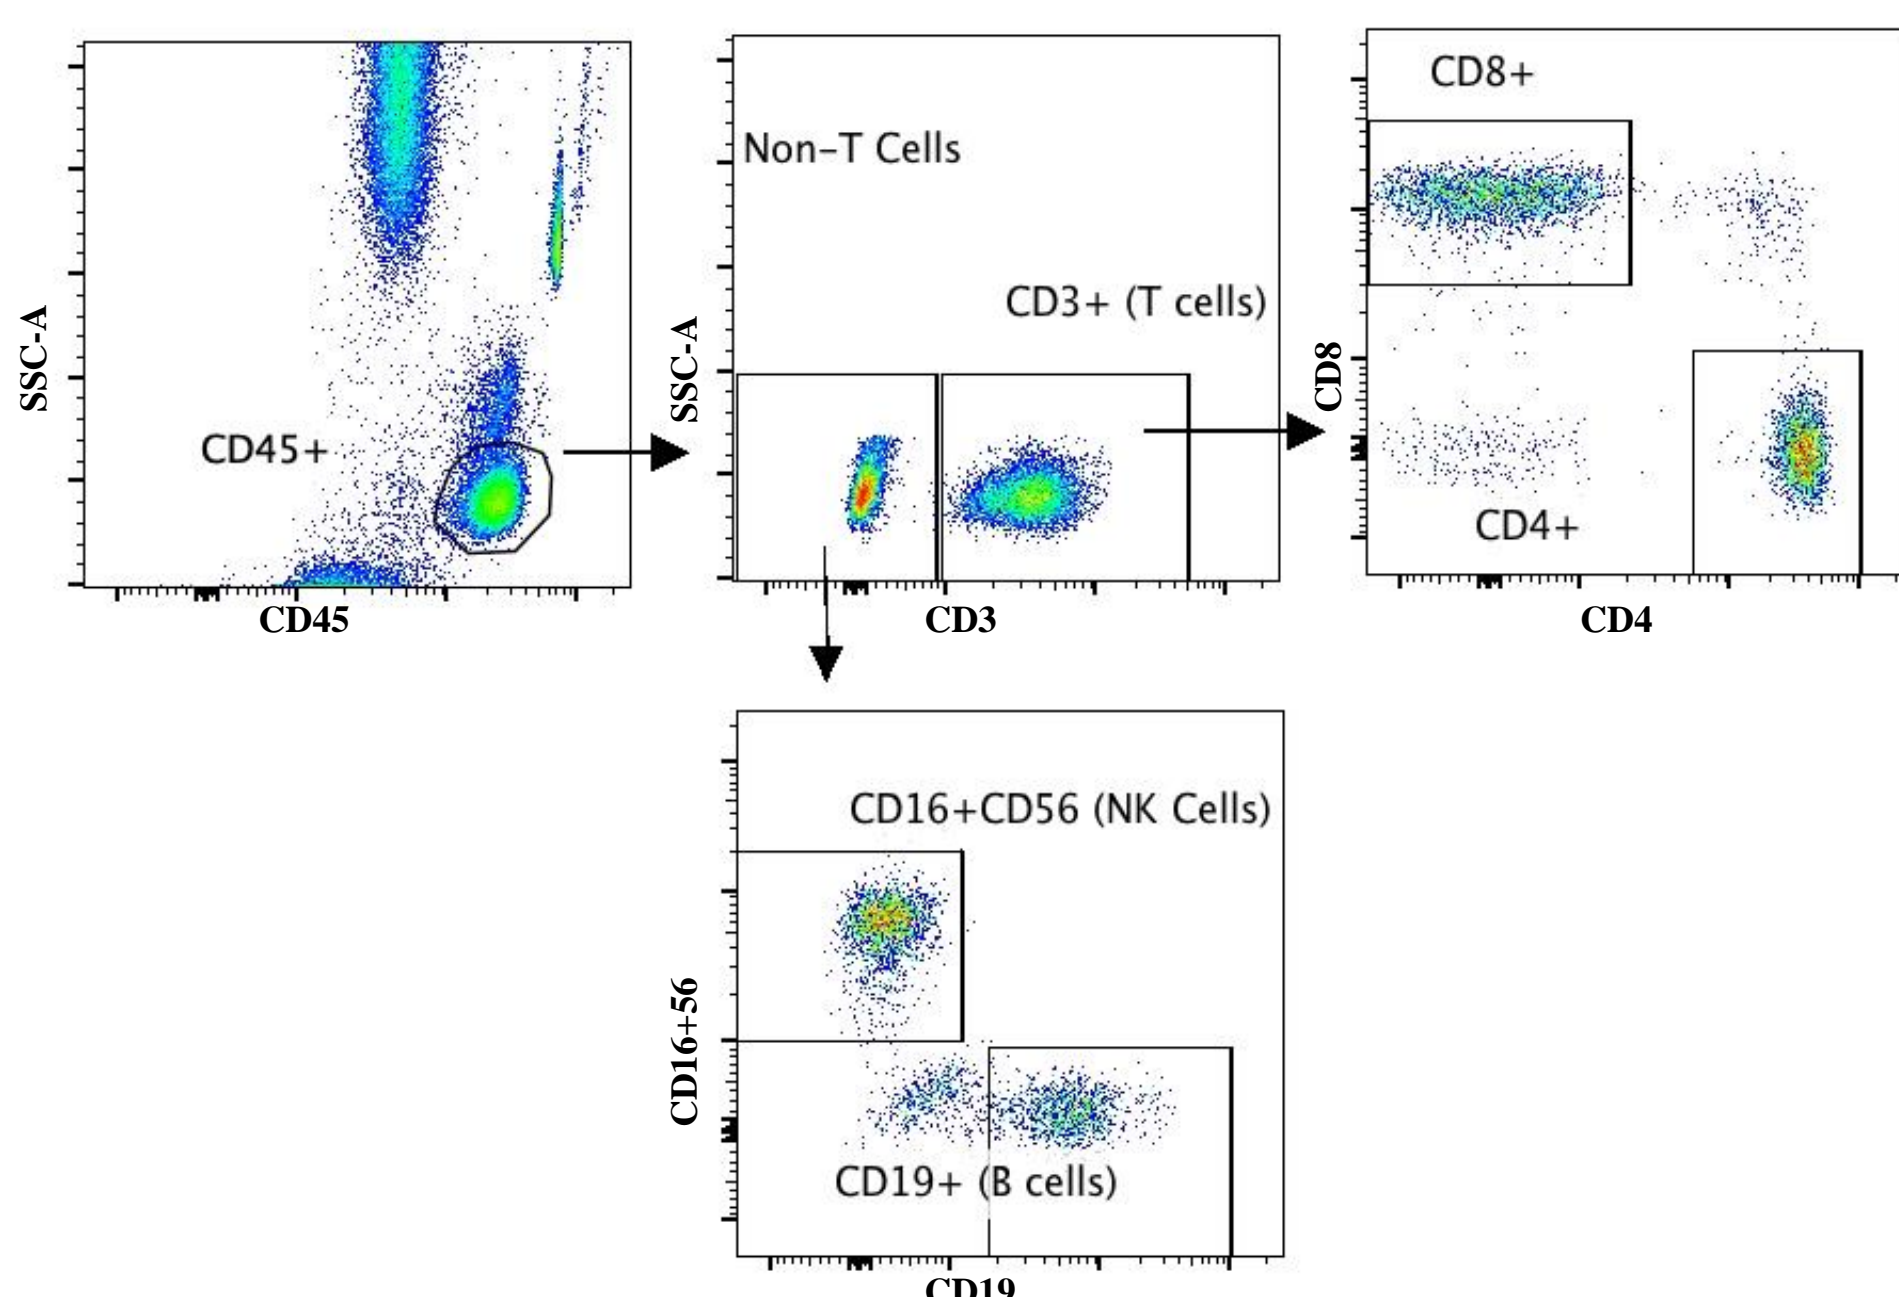 CD8+
Non-T Cells
CD3+ (T cells)
CD45+
CD4+
SSC-A
SSC-A
CD8
CD45
CD3
CD4
CD16+CD56 (NK Cells)
CD16+56
CD19+ (B cells)
CD19